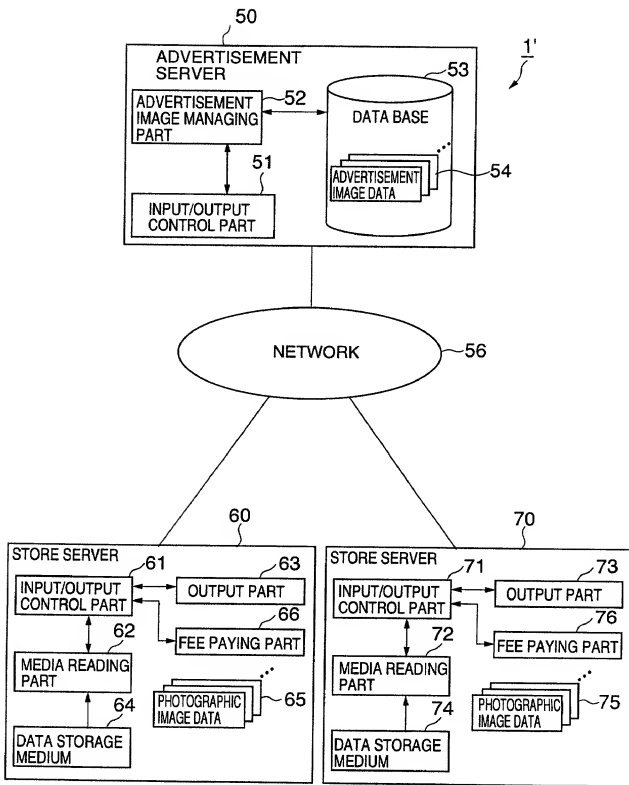 50
1'
ADVERTISEMENT
SERVER
52
53
ADVERTISEMENT
IMAGE MANAGING
PART
DATA BASE
51
ADVERTISEMENT
IMAGE DATA
54
INPUT/OUTPUT
CONTROL PART
NETWORK
56
60
STORE SERVER
61
63
INPUT/OUTPUT
CONTROL PART
OUTPUT PART
66
62
FEE PAYING PART
MEDIA READING
PART
64
PHOTOGRAPHIC
IMAGE DATA
65
DATA STORAGE
MEDIUM
70
STORE SERVER
71
73
INPUT/OUTPUT
CONTROL PART
OUTPUT PART
76
72
FEE PAYING PART
MEDIA READING
PART
74
PHOTOGRAPHIC
IMAGE DATA
75
DATA STORAGE
MEDIUM